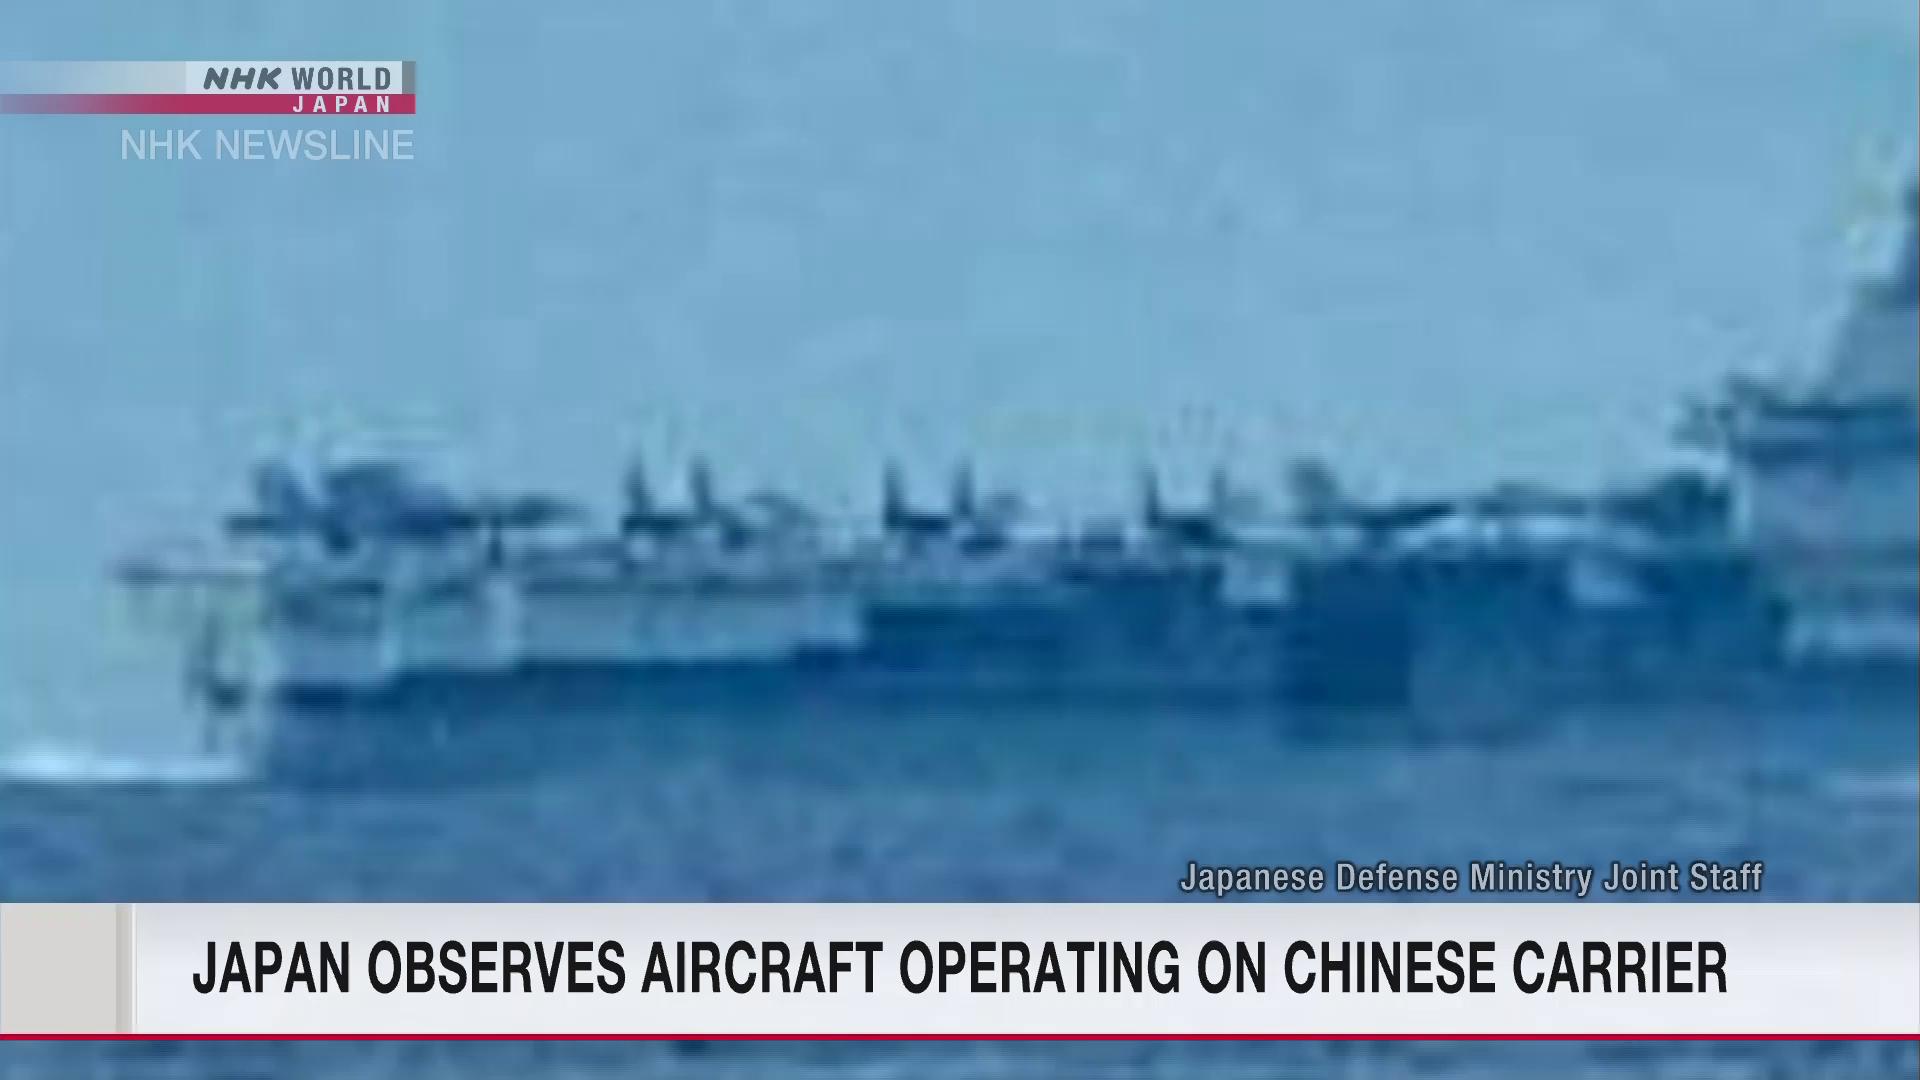 NHK WORLD
JAPAN
NHK NEWSLINE
Japanese Defense Ministry Joint Staff
JAPAN OBSERVES AIRCRAFT OPERATING ON CHINESE CARRIER